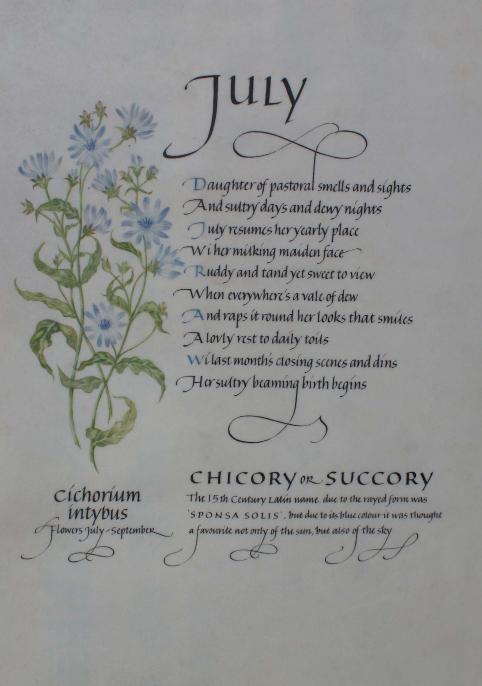 July
Daughter of pastoral smells and sights
And sultry days and dewy nights
July resumes her yearly place
Wi her milking maiden face
Ruddy and tand yet sweet to view
When everywhere's a vale of dew
And raps it round her looks that smiles
A lovly rest to daily toils
Wi last months closing scenes and dins
Her sultry beaming birth begins
CHICORY OR SUCCORY
The 15th Century Latin name, due to the rayed form was
'SPONSA SOLIS', but due to its blue colour it was thought
a favourite not only of the sun, but also of the sky
Cichorium
intybus
Flowers July - September